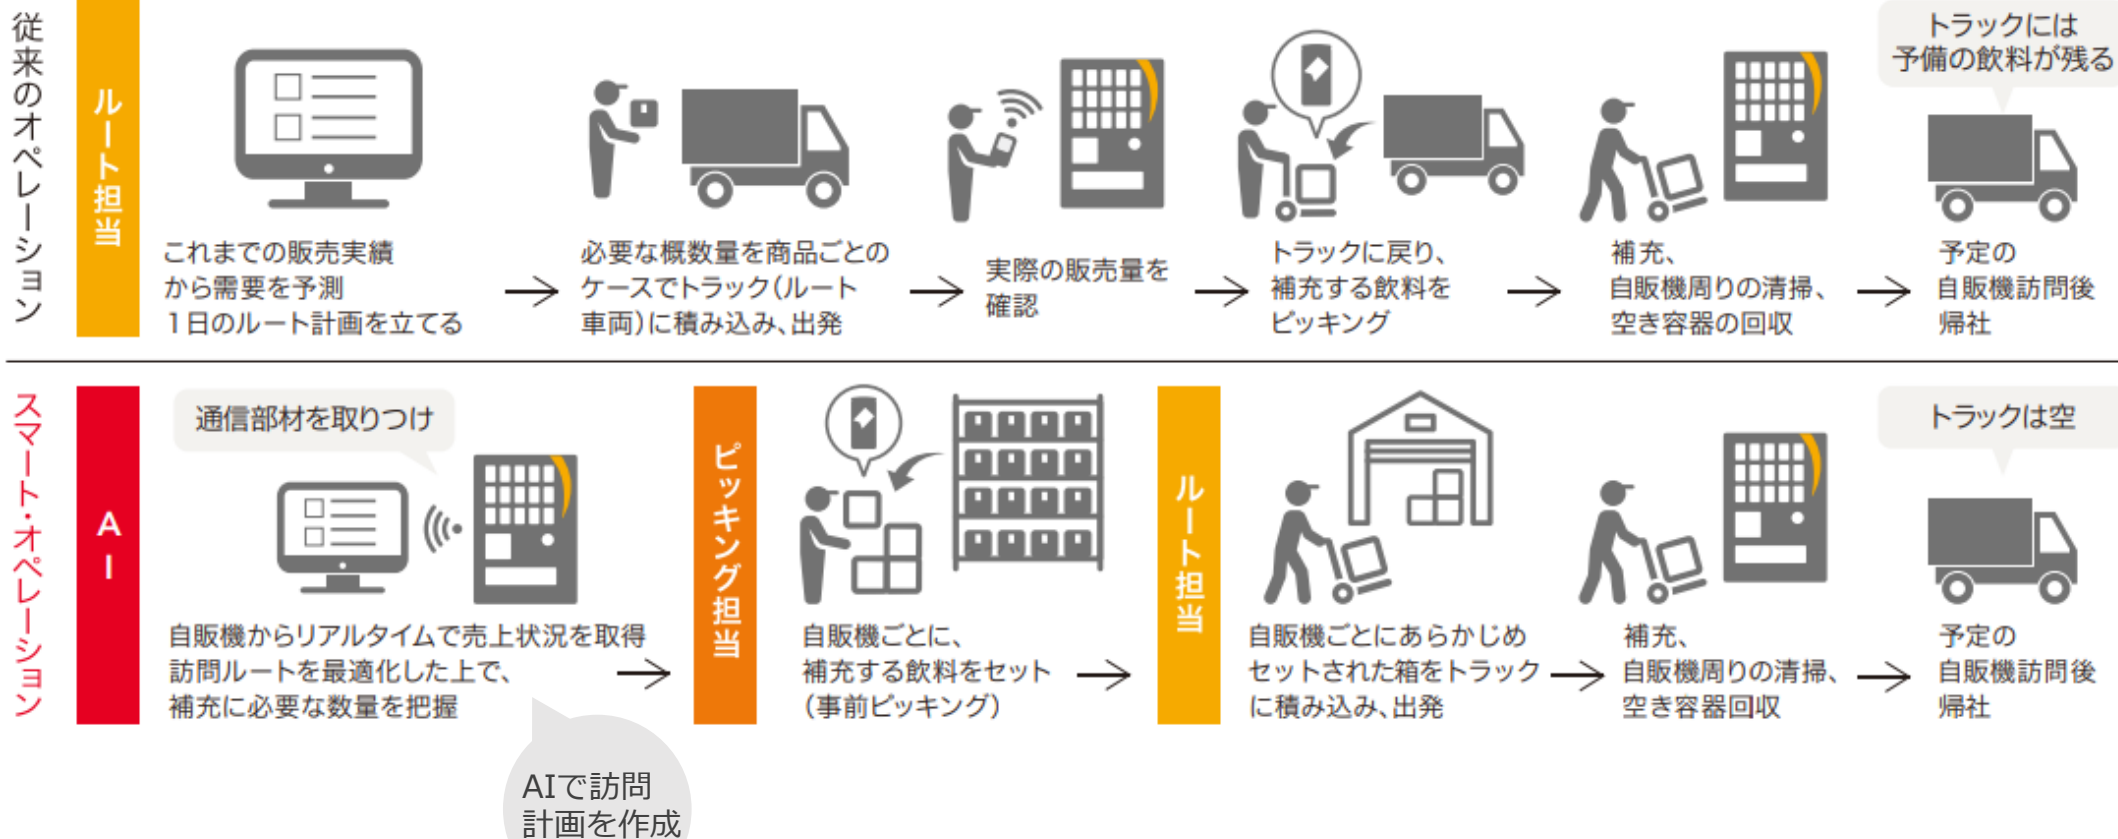 従来のオペレーション
ルート担当
これまでの販売実績
から需要を予測
1日のルート計画を立てる
必要な概数量を商品ごとの
ケースでトラック(ルート
車両)に積み込み、出発
実際の販売量を
確認
トラックに戻り、
補充する飲料を
ピッキング
補充、
自販機周りの清掃、
空き容器の回収
トラックには
予備の飲料が残る
予定の
自販機訪問後
帰社
スマート・オペレーション
AI
通信部材を取りつけ
自販機からリアルタイムで売上状況を取得
訪問ルートを最適化した上で、
補充に必要な数量を把握
AIで訪問
計画を作成
ピッキング担当
自販機ごとに、
補充する飲料をセット
(事前ピッキング)
ルート担当
自販機ごとにあらかじめ
セットされた箱をトラック
に積み込み、出発
補充、
自販機周りの清掃、
空き容器回収
トラックは空
予定の
自販機訪問後
帰社